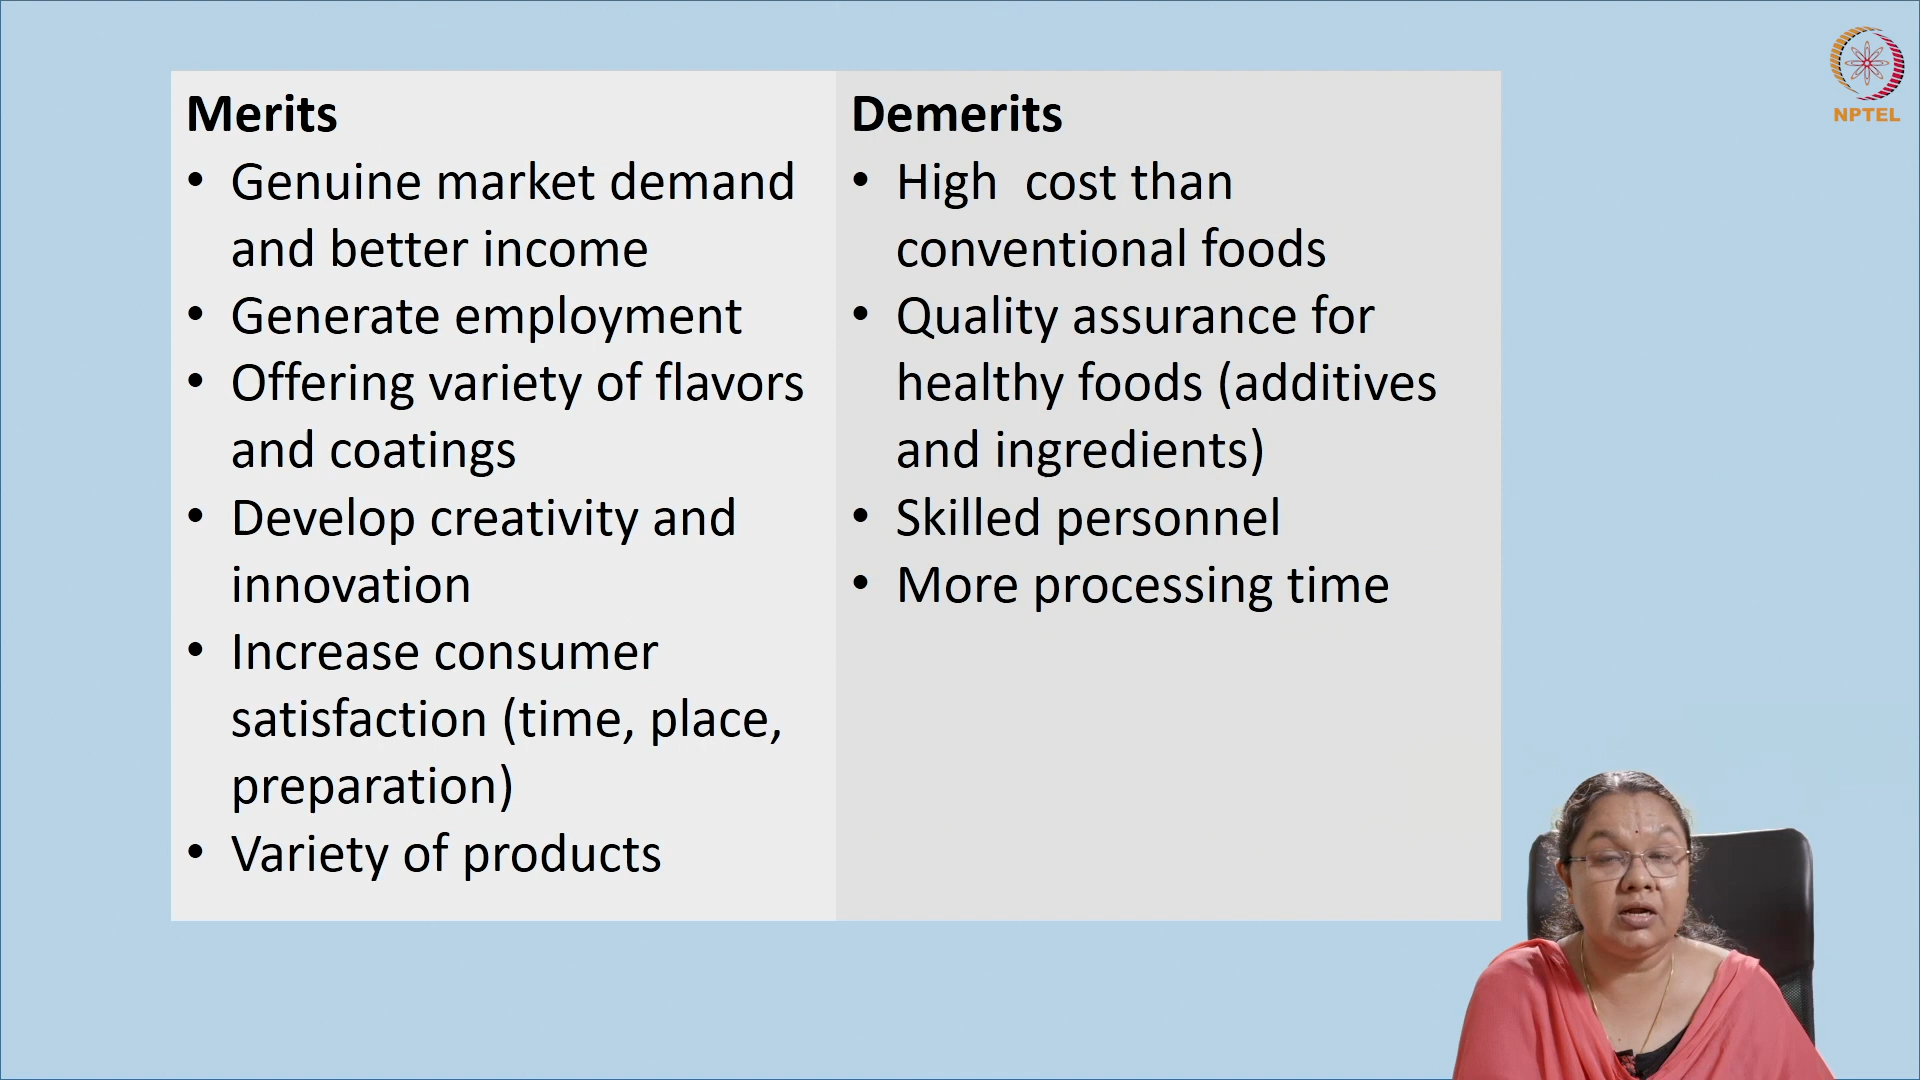 Merits
• Genuine market demand
and better income
• Generate employment
• Offering variety of flavors
and coatings
• Develop creativity and
innovation
• Increase consumer
satisfaction (time, place,
preparation)
• Variety of products
Demerits
• High  cost than
conventional foods
• Quality assurance for
healthy foods (additives
and ingredients)
• Skilled personnel
• More processing time
NPTEL